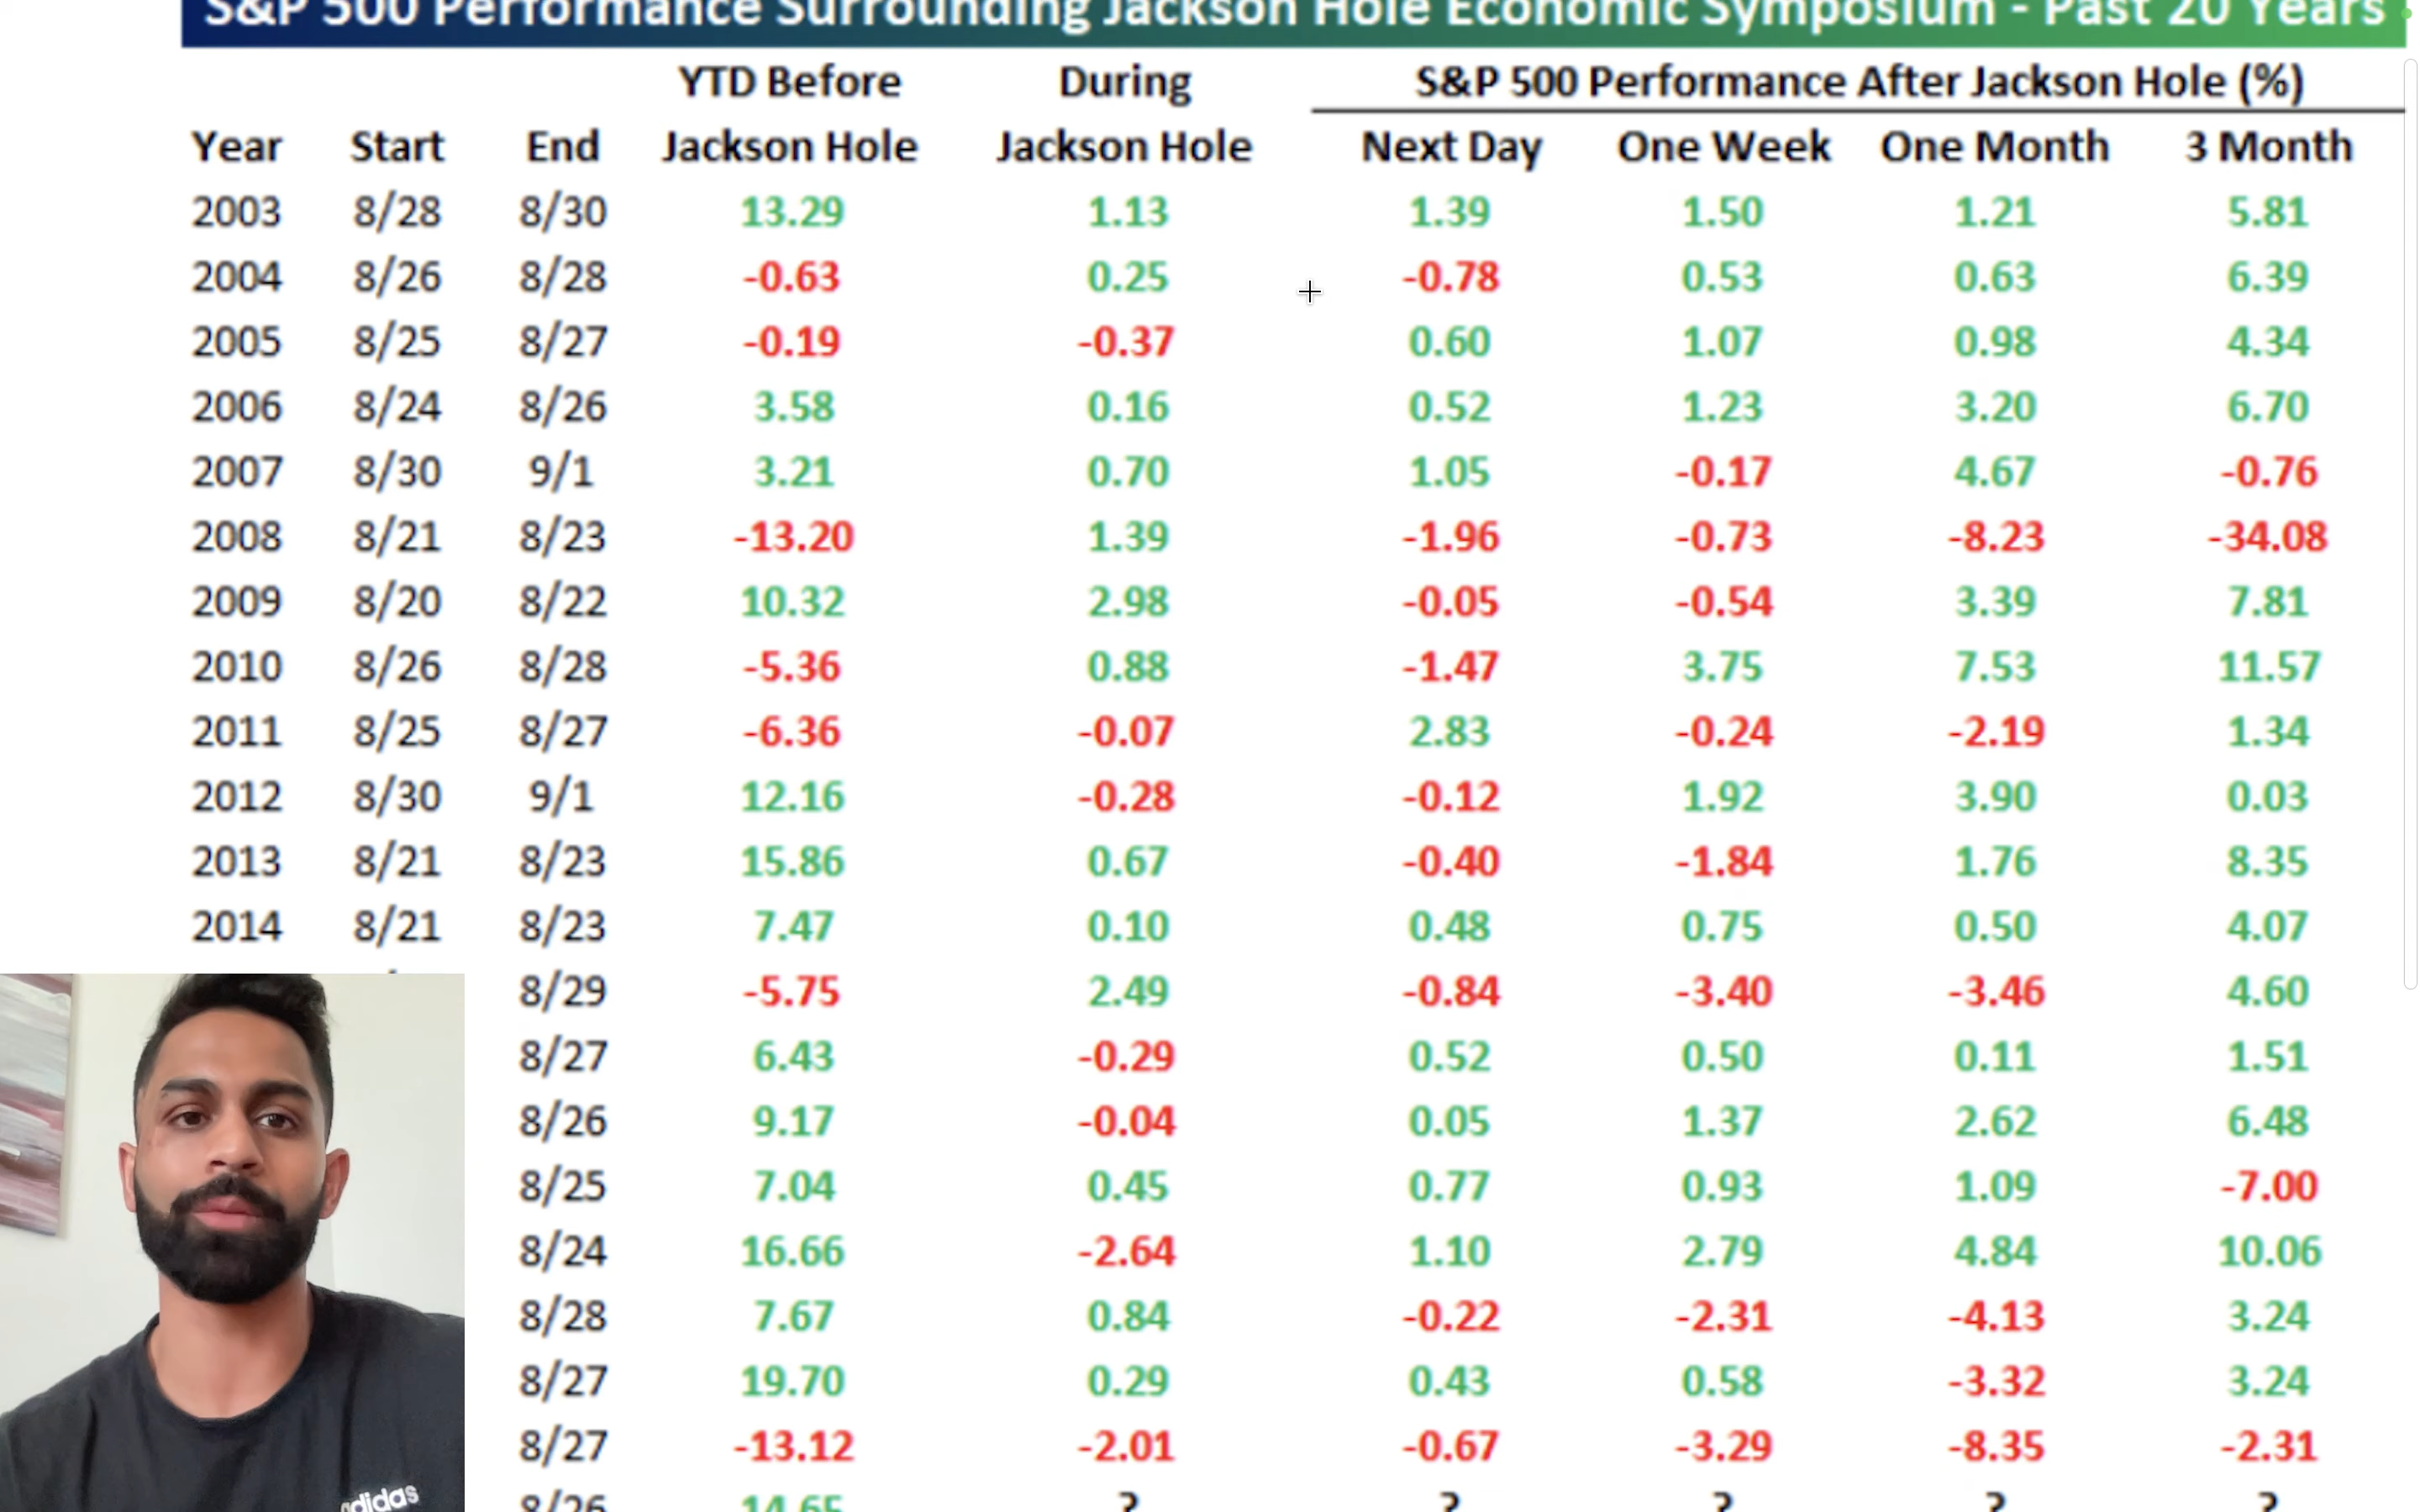 S&P 500 Performance Surrounding Jackson Hole Economic Symposium - Past 20 Years
YTD Before During S&P 500 Performance After Jackson Hole (%)
Year Start End Jackson Hole Jackson Hole Next Day One Week One Month 3 Month
2003 8/28 8/30 13.29 1.13 1.39 1.50 1.21 5.81
2004 8/26 8/28 -0.63 0.25 -0.78 0.53 0.63 6.39
2005 8/25 8/27 -0.19 -0.37 0.60 1.07 0.98 4.34
2006 8/24 8/26 3.58 0.16 0.52 1.23 3.20 6.70
2007 8/30 9/1 3.21 0.70 1.05 -0.17 4.67 -0.76
2008 8/21 8/23 -13.20 1.39 -1.96 -0.73 -8.23 -34.08
2009 8/20 8/22 10.32 2.98 -0.05 -0.54 3.39 7.81
2010 8/26 8/28 -5.36 0.88 -1.47 3.75 7.53 11.57
2011 8/25 8/27 -6.36 -0.07 2.83 -0.24 -2.19 1.34
2012 8/30 9/1 12.16 -0.28 -0.12 1.92 3.90 0.03
2013 8/21 8/23 15.86 0.67 -0.40 -1.84 1.76 8.35
2014 8/21 8/23 7.47 0.10 0.48 0.75 0.50 4.07
8/29 -5.75 2.49 -0.84 -3.40 -3.46 4.60
8/27 6.43 -0.29 0.52 0.50 0.11 1.51
8/26 9.17 -0.04 0.05 1.37 2.62 6.48
8/25 7.04 0.45 0.77 0.93 1.09 -7.00
8/24 16.66 -2.64 1.10 2.79 4.84 10.06
8/28 7.67 0.84 -0.22 -2.31 -4.13 3.24
8/27 19.70 0.29 0.43 0.58 -3.32 3.24
8/27 -13.12 -2.01 -0.67 -3.29 -8.35 -2.31
8/26 14.65 ? ? ? ? ?
adidas